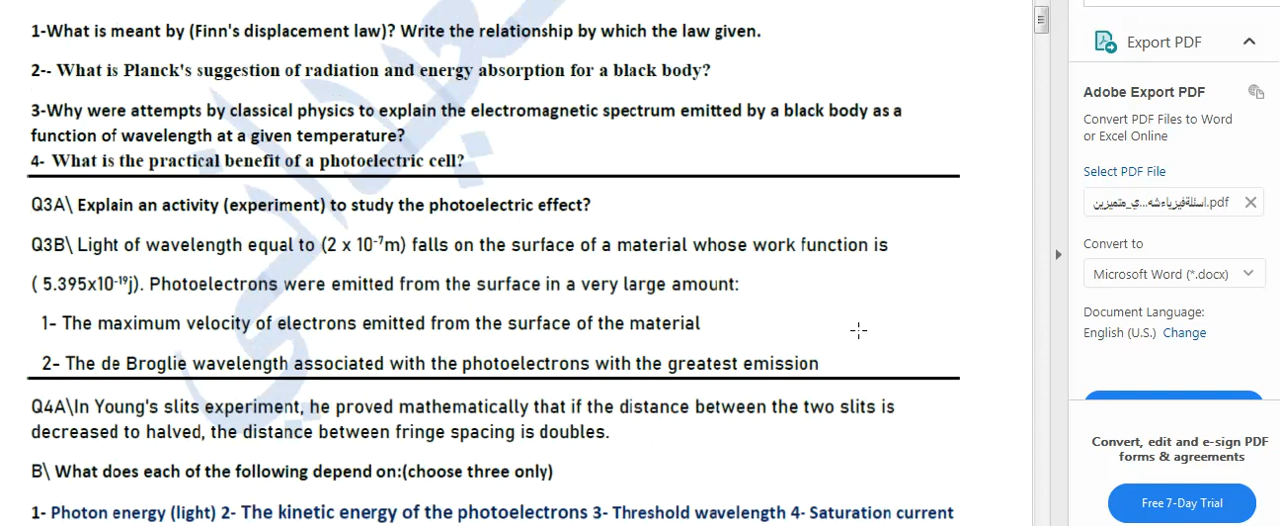 1-What is meant by (Finn's displacement law)? Write the relationship by which the law given.
2-- What is Planck's suggestion of radiation and energy absorption for a black body?
3-Why were attempts by classical physics to explain the electromagnetic spectrum emitted by a black body as a
function of wavelength at a given temperature?
4- What is the practical benefit of a photoelectric cell?
Q3A\ Explain an activity (experiment) to study the photoelectric effect?
Q3B\ Light of wavelength equal to (2 x 10⁻⁷m) falls on the surface of a material whose work function is
( 5.395x10⁻¹⁹j). Photoelectrons were emitted from the surface in a very large amount:
1- The maximum velocity of electrons emitted from the surface of the material
2- The de Broglie wavelength associated with the photoelectrons with the greatest emission
Q4A\In Young's slits experiment, he proved mathematically that if the distance between the two slits is
decreased to halved, the distance between fringe spacing is doubles.
B\ What does each of the following depend on:(choose three only)
1- Photon energy (light) 2- The kinetic energy of the photoelectrons 3- Threshold wavelength 4- Saturation current
Export PDF
Adobe Export PDF
Convert PDF Files to Word
or Excel Online
Select PDF File
اسئلةفيزياءشه...ي_متميزين.pdf
Convert to
Microsoft Word (*.docx)
Document Language:
English (U.S.) Change
Convert, edit and e-sign PDF
forms & agreements
Free 7-Day Trial